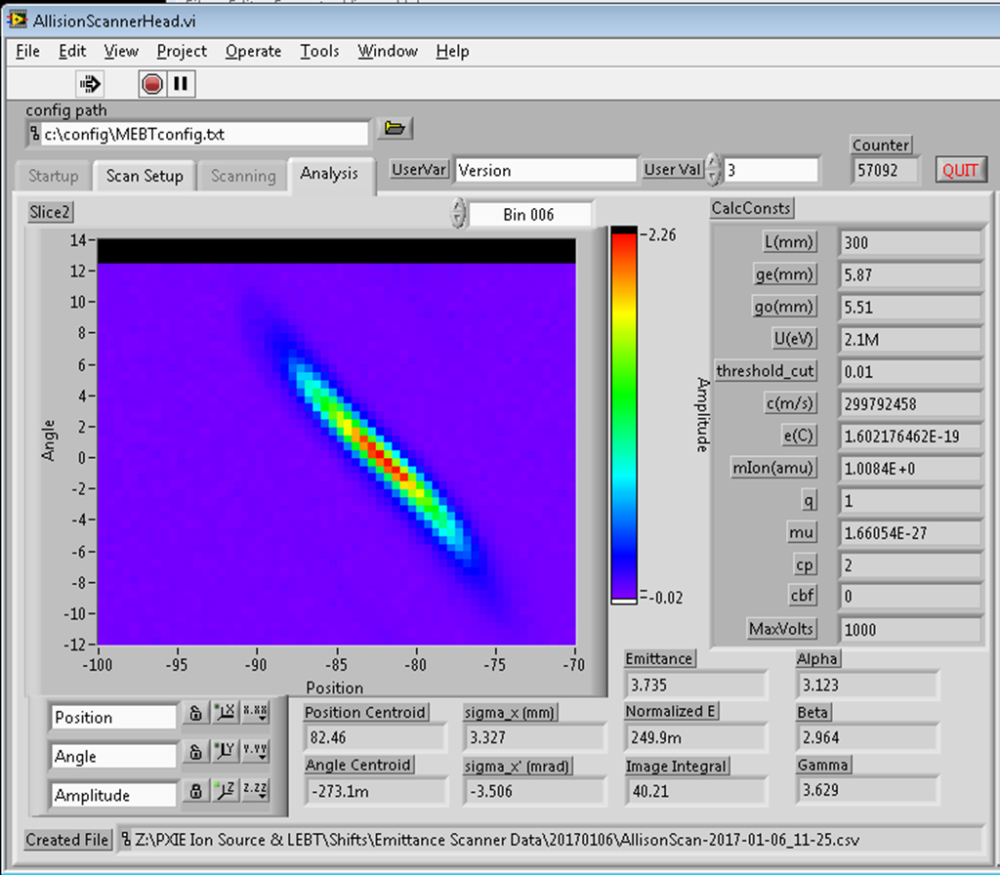 AllisionScannerHead.vi
File Edit View Project Operate Tools Window Help
config path
c:\config\MEBTconfig.txt
Startup Scan Setup Scanning Analysis UserVar Version User Val 3 Counter 57092 QUIT
Slice2 Bin 006
14
12
10
8
6
4
2
0
-2
-4
-6
-8
-10
-12
Angle
-100 -95 -90 -85 -80 -75 -70
Position
2.26
-0.02
Amplitude
CalcConsts
L(mm) 300
ge(mm) 5.87
go(mm) 5.51
U(eV) 2.1M
threshold_cut 0.01
c(m/s) 299792458
e(C) 1.602176462E-19
mIon(amu) 1.0084E+0
q 1
mu 1.66054E-27
cp 2
cbf 0
MaxVolts 1000
Position
Angle
Amplitude
X 8.88
Y Y.YY
Z Z.ZZ
Position Centroid
82.46
Angle Centroid
-273.1m
sigma_x (mm)
3.327
sigma_x' (mrad)
-3.506
Emittance
3.735
Normalized E
249.9m
Image Integral
40.21
Alpha
3.123
Beta
2.964
Gamma
3.629
Created File Z:\PXIE Ion Source & LEBT\Shifts\Emittance Scanner Data\20170106\AllisonScan-2017-01-06_11-25.csv